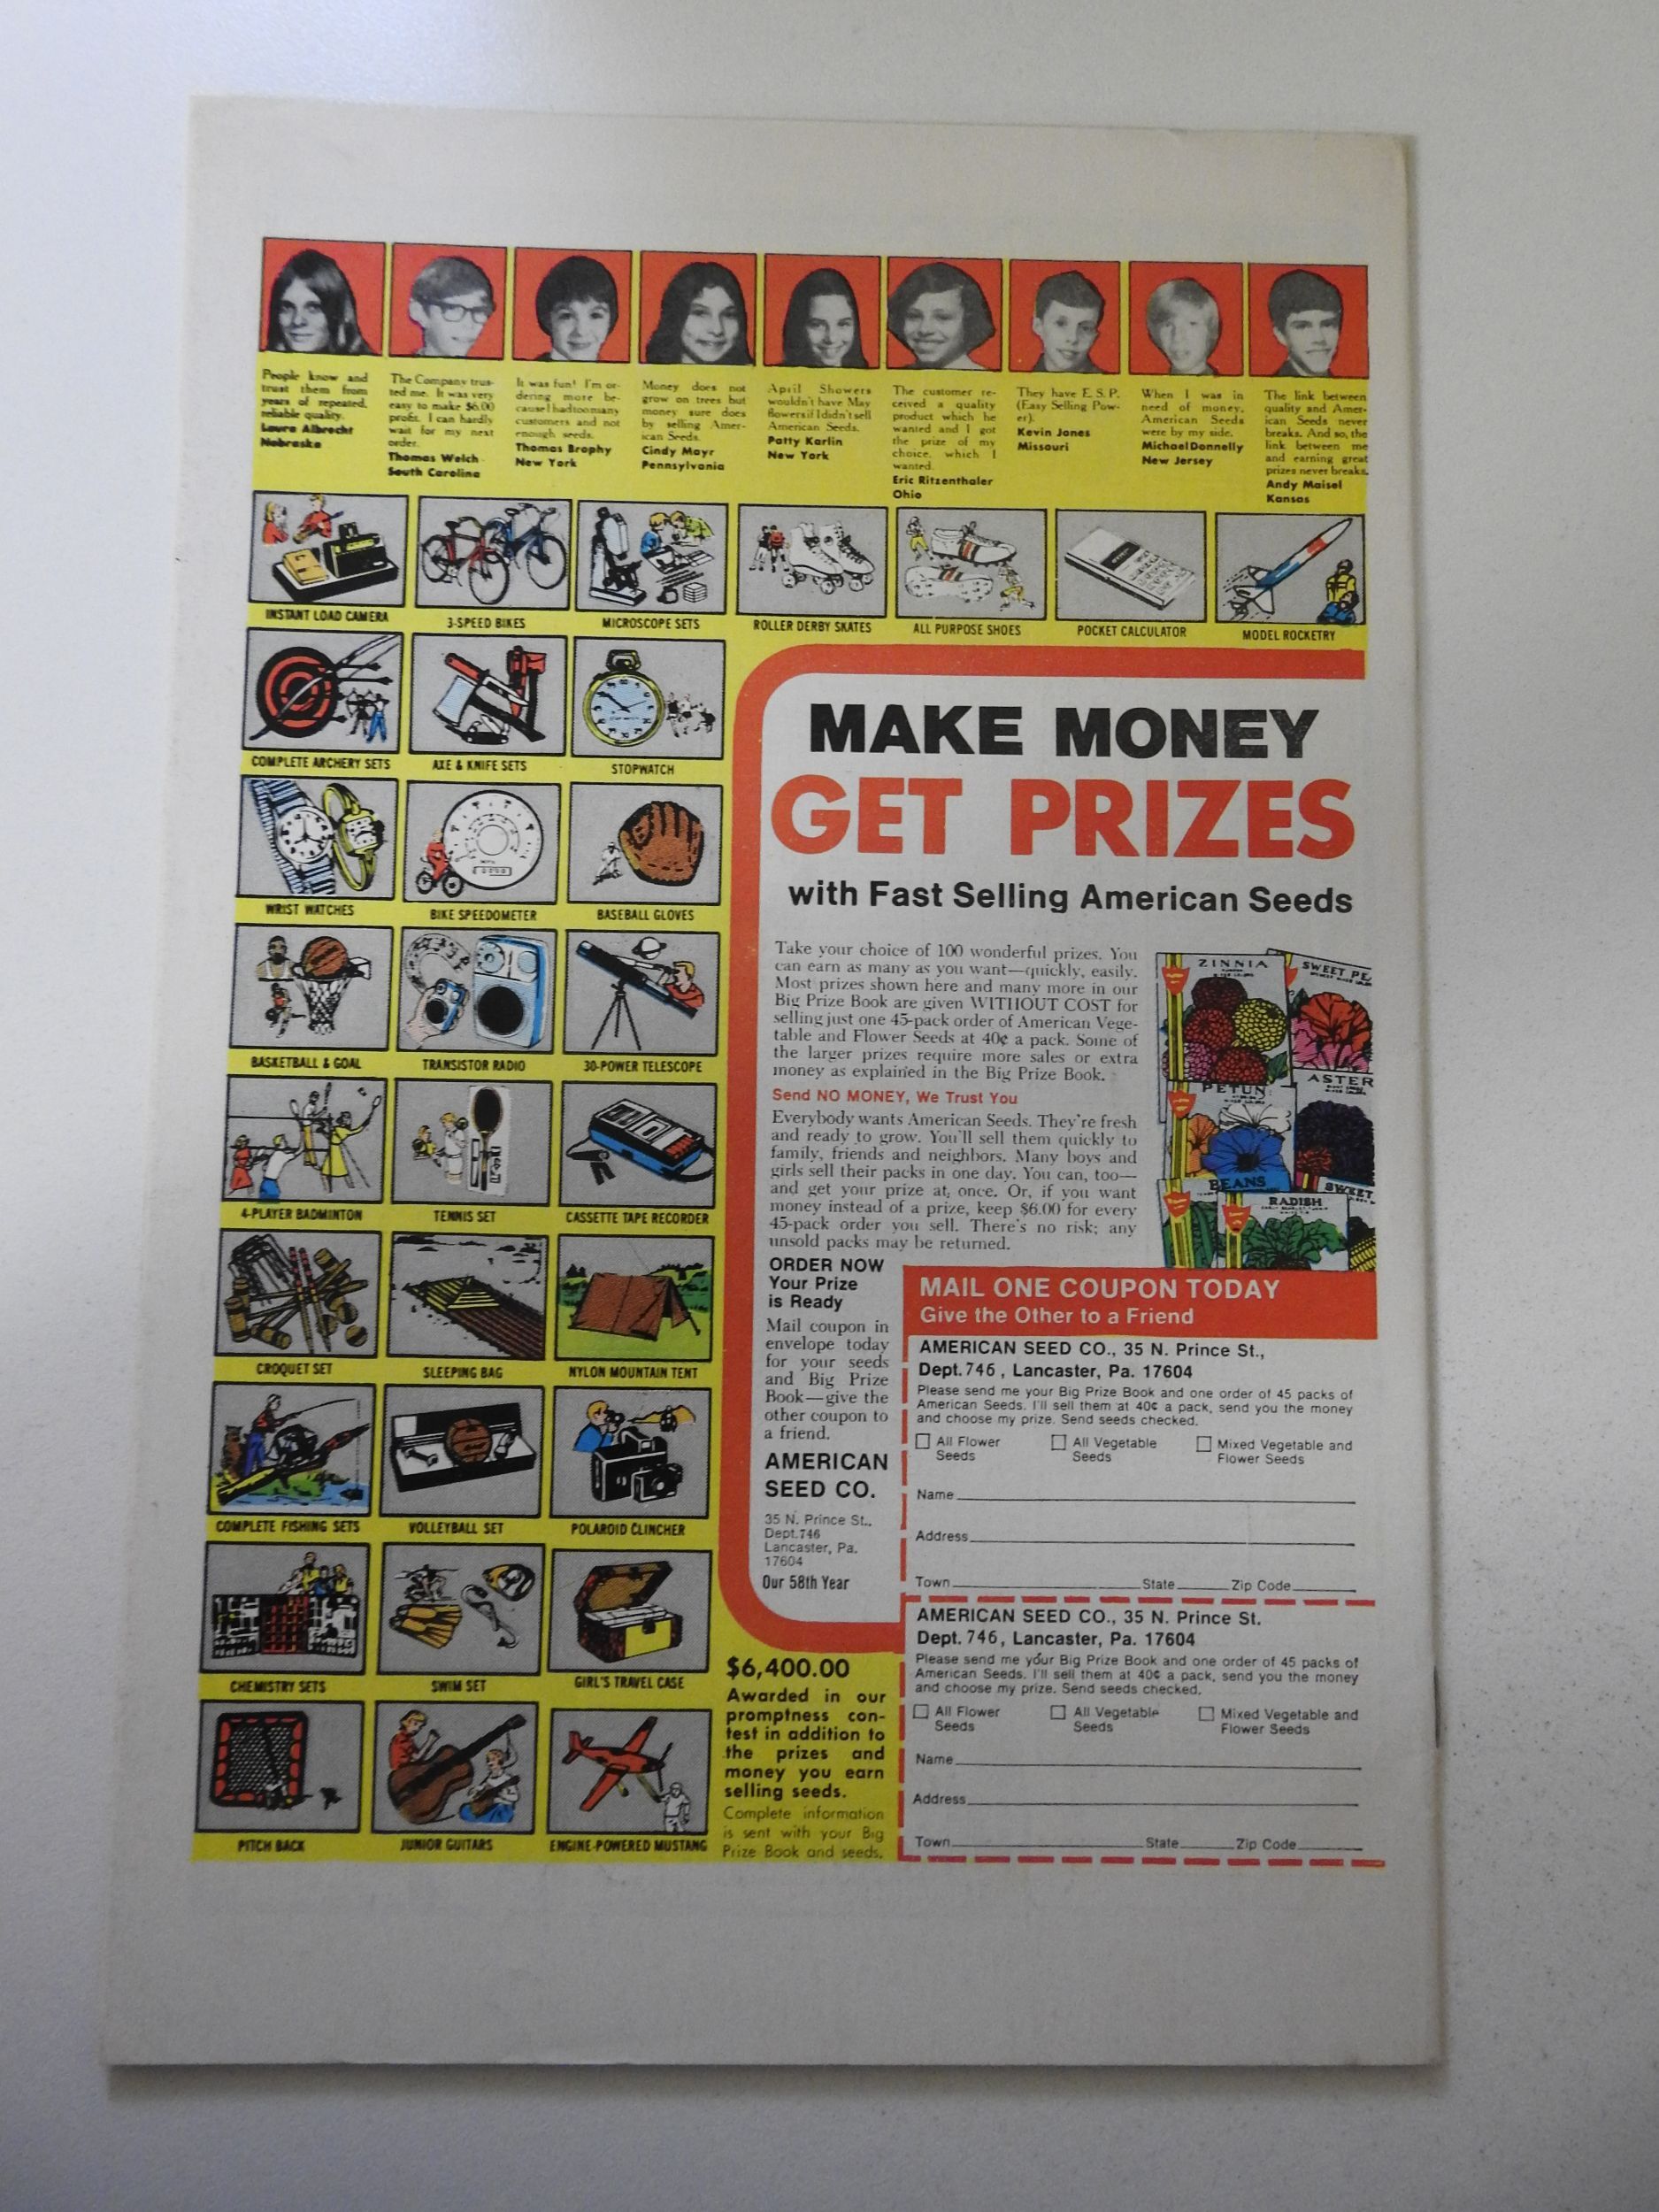 People know and
trust them from
years of repeated,
reliable quality.
Laura Albrecht
Nebraska
The Company trus-
ted me. It was very
easy to make $6.00
profit. I can hardly
wait for my next
order.
Thomas Welch
South Carolina
It was fun! I'm or-
dering more be-
cause I had too many
customers and not
enough seeds.
Thomas Brophy
New York
Money does not
grow on trees but
money sure does
by selling Amer-
ican Seeds.
Cindy Mayr
Pennsylvania
April Showers
wouldn't have May
flowers if I didn't sell
American Seeds.
Patty Karlin
New York
The customer re-
ceived a quality
product which he
wanted and I got
the prize of my
choice, which I
wanted.
Eric Ritzenthaler
Ohio
They have E.S.P.
(Easy Selling Pow-
er).
Kevin Jones
Missouri
When I was in
need of money,
American Seeds
were by my side.
Michael Donnelly
New Jersey
The link between
quality and Amer-
ican Seeds never
breaks. And so, the
link between me
and earning great
prizes never breaks.
Andy Maisel
Kansas
INSTANT LOAD CAMERA
3-SPEED BIKES
MICROSCOPE SETS
ROLLER DERBY SKATES
ALL PURPOSE SHOES
POCKET CALCULATOR
MODEL ROCKETRY
COMPLETE ARCHERY SETS
AXE & KNIFE SETS
STOPWATCH
WRIST WATCHES
BIKE SPEEDOMETER
BASEBALL GLOVES
BASKETBALL & GOAL
TRANSISTOR RADIO
30-POWER TELESCOPE
4-PLAYER BADMINTON
TENNIS SET
CASSETTE TAPE RECORDER
CROQUET SET
SLEEPING BAG
NYLON MOUNTAIN TENT
COMPLETE FISHING SETS
VOLLEYBALL SET
POLAROID CLINCHER
CHEMISTRY SETS
SWIM SET
GIRL'S TRAVEL CASE
PITCH BACK
JUNIOR GUITARS
ENGINE-POWERED MUSTANG
MAKE MONEY
GET PRIZES
with Fast Selling American Seeds
Take your choice of 100 wonderful prizes. You
can earn as many as you want—quickly, easily.
Most prizes shown here and many more in our
Big Prize Book are given WITHOUT COST for
selling just one 45-pack order of American Vege-
table and Flower Seeds at 40¢ a pack. Some of
the larger prizes require more sales or extra
money as explained in the Big Prize Book.
Send NO MONEY, We Trust You
Everybody wants American Seeds. They're fresh
and ready to grow. You'll sell them quickly to
family, friends and neighbors. Many boys and
girls sell their packs in one day. You can, too—
and get your prize at once. Or, if you want
money instead of a prize, keep $6.00 for every
45-pack order you sell. There's no risk; any
unsold packs may be returned.
ZINNIA
SWEET PE
PETUN
ASTER
BEANS
RADISH
SWEET
ORDER NOW
Your Prize
is Ready
Mail coupon in
envelope today
for your seeds
and Big Prize
Book—give the
other coupon to
a friend.
AMERICAN
SEED CO.
35 N. Prince St.,
Dept. 746
Lancaster, Pa.
17604
Our 58th Year
$6,400.00
Awarded in our
promptness con-
test in addition to
the prizes and
money you earn
selling seeds.
Complete information
is sent with your Big
Prize Book and seeds.
MAIL ONE COUPON TODAY
Give the Other to a Friend
AMERICAN SEED CO., 35 N. Prince St.,
Dept. 746, Lancaster, Pa. 17604
Please send me your Big Prize Book and one order of 45 packs of
American Seeds. I'll sell them at 40¢ a pack, send you the money
and choose my prize. Send seeds checked.
All Flower Seeds
All Vegetable Seeds
Mixed Vegetable and Flower Seeds
Name
Address
Town State Zip Code
AMERICAN SEED CO., 35 N. Prince St.
Dept. 746, Lancaster, Pa. 17604
Please send me your Big Prize Book and one order of 45 packs of
American Seeds. I'll sell them at 40¢ a pack, send you the money
and choose my prize. Send seeds checked.
All Flower Seeds
All Vegetable Seeds
Mixed Vegetable and Flower Seeds
Name
Address
Town State Zip Code